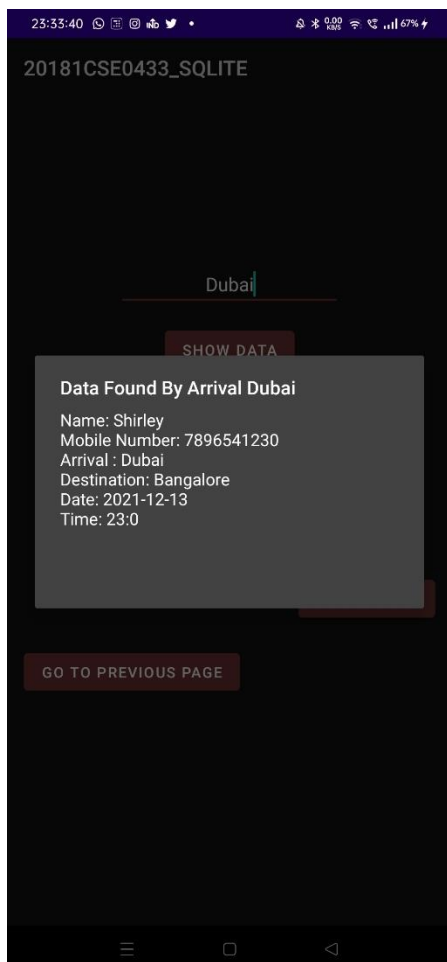 23:33:40 0.00 KB/S 67%
20181CSE0433_SQLITE
Dubai
SHOW DATA
Data Found By Arrival Dubai
Name: Shirley
Mobile Number: 7896541230
Arrival : Dubai
Destination: Bangalore
Date: 2021-12-13
Time: 23:0
GO TO PREVIOUS PAGE